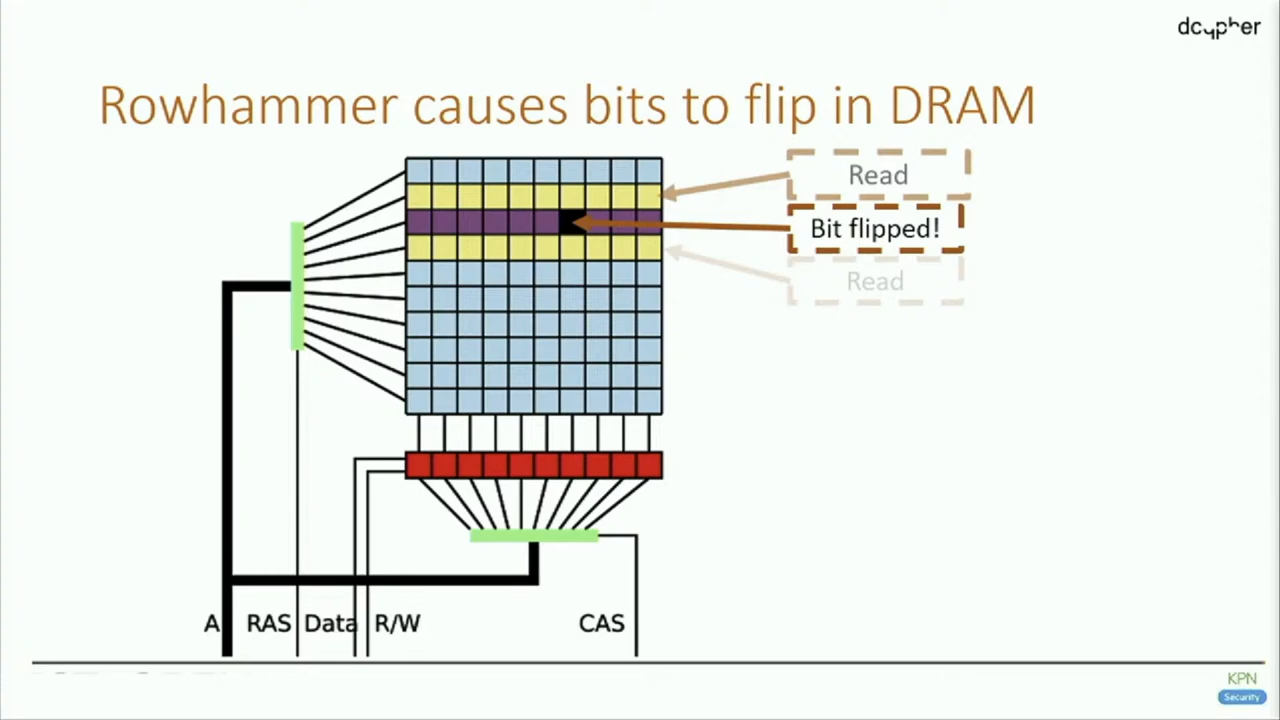 dcypher
Rowhammer causes bits to flip in DRAM
Read
Bit flipped!
Read
A RAS Data R/W CAS
KPN
Security